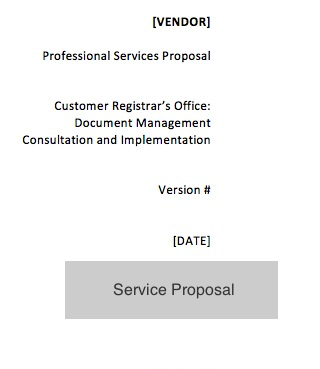 [VENDOR]
Professional Services Proposal
Customer Registrar’s Office:
Document Management
Consultation and Implementation
Version #
[DATE]
Service Proposal